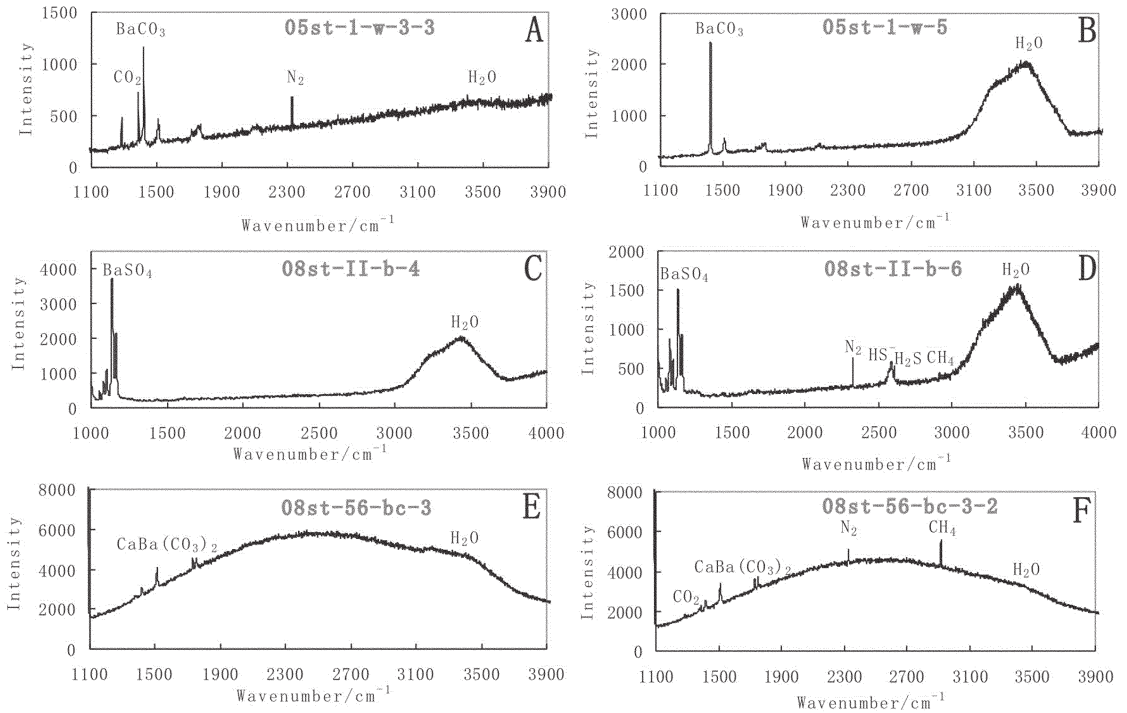 05st-1-w-3-3
A
BaCO3
CO2
N2
H2O
Intensity
1500
1000
500
0
1100 1500 1900 2300 2700 3100 3500 3900
Wavenumber/cm-1
05st-1-w-5
B
BaCO3
H2O
Intensity
3000
2000
1000
0
1100 1500 1900 2300 2700 3100 3500 3900
Wavenumber/cm-1
08st-II-b-4
C
BaSO4
H2O
Intensity
4000
3000
2000
1000
0
1000 1500 2000 2500 3000 3500 4000
Wavenumber/cm-1
08st-II-b-6
D
BaSO4
N2
HS-
H2S
CH4
H2O
Intensity
2000
1500
1000
500
0
1000 1500 2000 2500 3000 3500 4000
Wavenumber/cm-1
08st-56-bc-3
E
CaBa(CO3)2
H2O
Intensity
8000
6000
4000
2000
0
1100 1500 1900 2300 2700 3100 3500 3900
Wavenumber/cm-1
08st-56-bc-3-2
F
CO2
CaBa(CO3)2
N2
CH4
H2O
Intensity
8000
6000
4000
2000
0
1100 1500 1900 2300 2700 3100 3500 3900
Wavenumber/cm-1